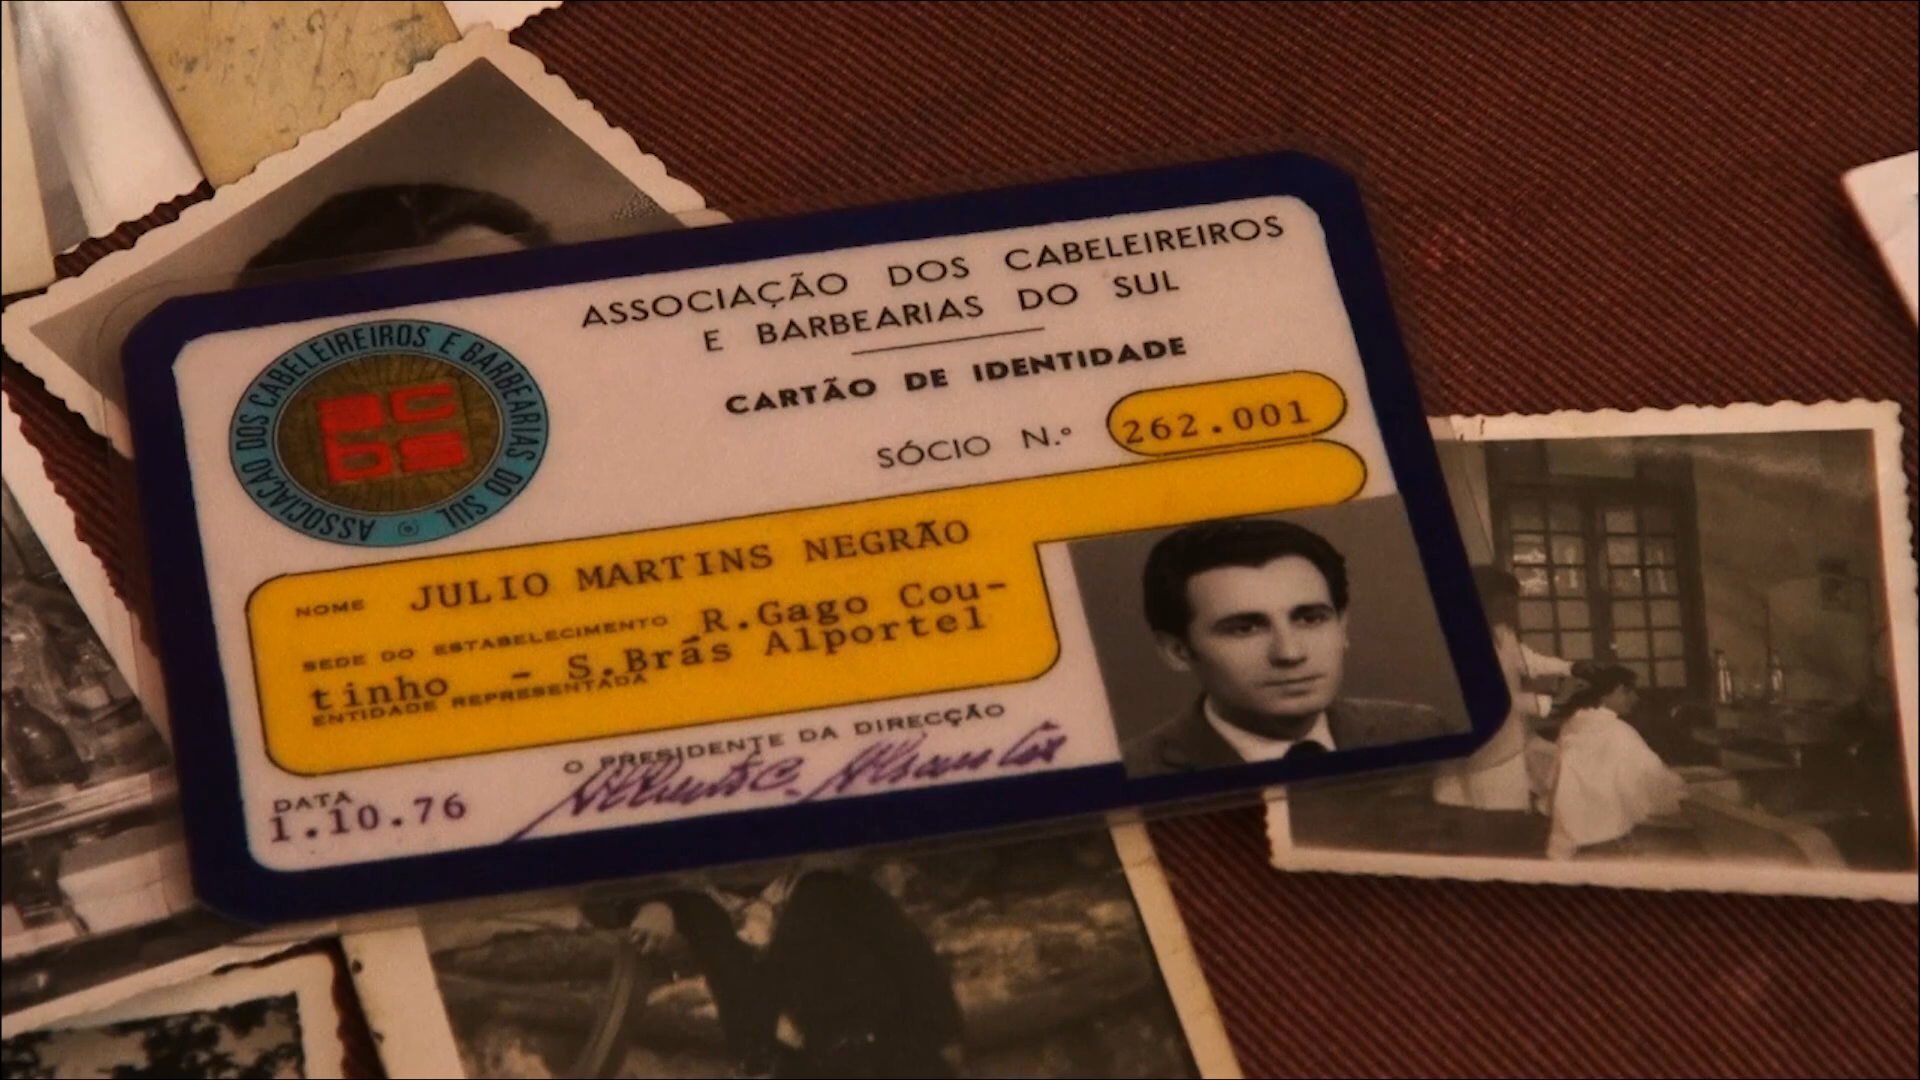 ASSOCIAÇÃO DOS CABELEIREIROS
E BARBEARIAS DO SUL
CARTÃO DE IDENTIDADE
SÓCIO N.º 262.001
ASSOCIAÇÃO DOS CABELEIREIROS E BARBEARIAS DO SUL
ac
bs
NOME JULIO MARTINS NEGRÃO
SEDE DO ESTABELECIMENTO R.Gago Cou-
tinho - S.Brás Alportel
ENTIDADE REPRESENTADA
O PRESIDENTE DA DIRECÇÃO
DATA
1.10.76